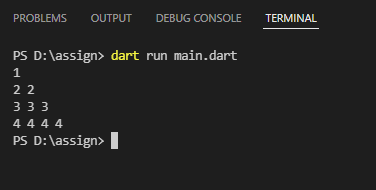 PROBLEMS OUTPUT DEBUG CONSOLE TERMINAL
PS D:\assign> dart run main.dart
1
2 2
3 3 3
4 4 4 4
PS D:\assign>